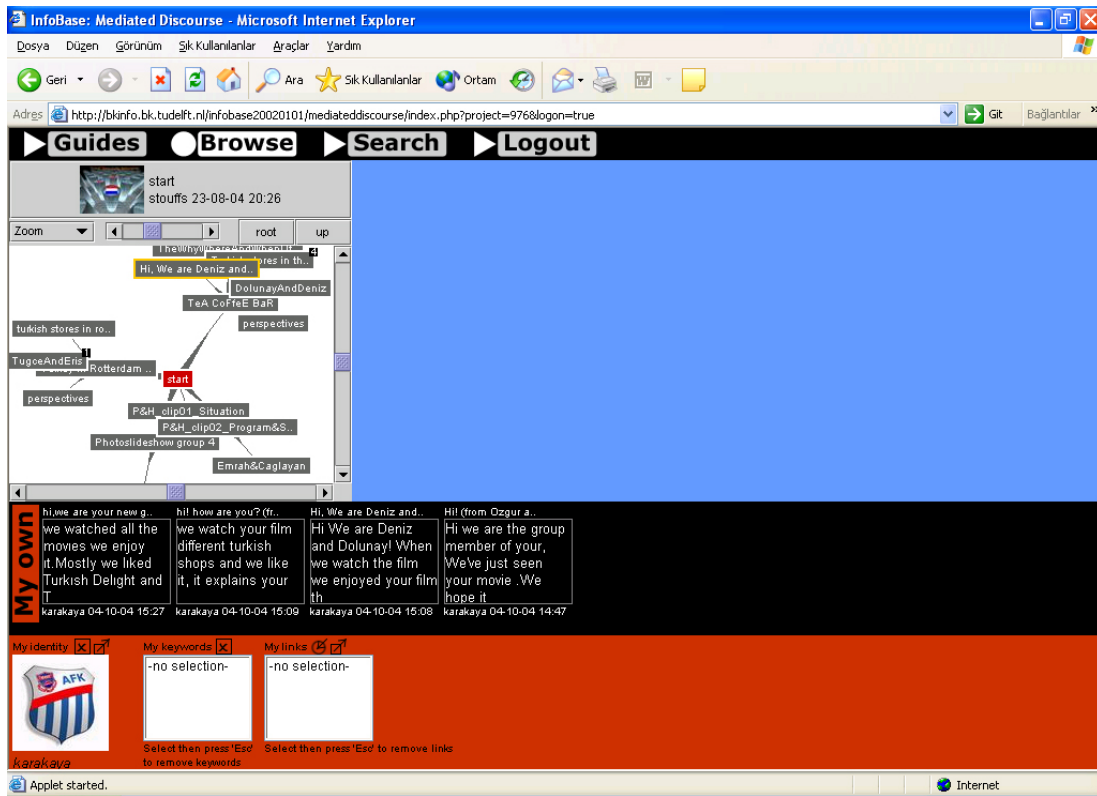 InfoBase: Mediated Discourse - Microsoft Internet Explorer
Dosya Düzen Görünüm Sık Kullanılanlar Araçlar Yardım
Geri Ara Sık Kullanılanlar Ortam
Adres http://bkinfo.bk.tudelft.nl/infobase20020101/mediateddiscourse/index.php?project=976&logon=true Git Bağlantılar »
Guides Browse Search Logout
start
stouffs 23-08-04 20:26
Zoom root up
4
Hi, We are Deniz and..
DolunayAndDeniz
TeA CoFfeE BaR
perspectives
turkish stores in ro..
TugceAndEris 1
Rotterdam ..
start
perspectives
P&H_clip01_Situation
P&H_clip02_Program&S..
Photoslideshow group 4
Emrah&Caglayan
My own
hi,we are your new g..
we watched all the
movies we enjoy
ıt.Mostly we lıked
Turkısh Delıght and
T
karakaya 04-10-04 15:27
hi! how are you? (fr..
we watch your film
different turkish
shops and we like
it, it explains your
karakaya 04-10-04 15:09
Hi, We are Deniz and..
Hi We are Deniz
and Dolunay! When
we watch the film
we enjoyed your film
th
karakaya 04-10-04 15:08
Hi! (from Ozgur a..
Hi we are the group
member of your,
We've just seen
your movie .We
hope it
karakaya 04-10-04 14:47
My identity
AFK
karakaya
My keywords
-no selection-
Select then press 'Esc'
to remove keywords
My links
-no selection-
Select then press 'Esc' to remove links
Applet started. Internet